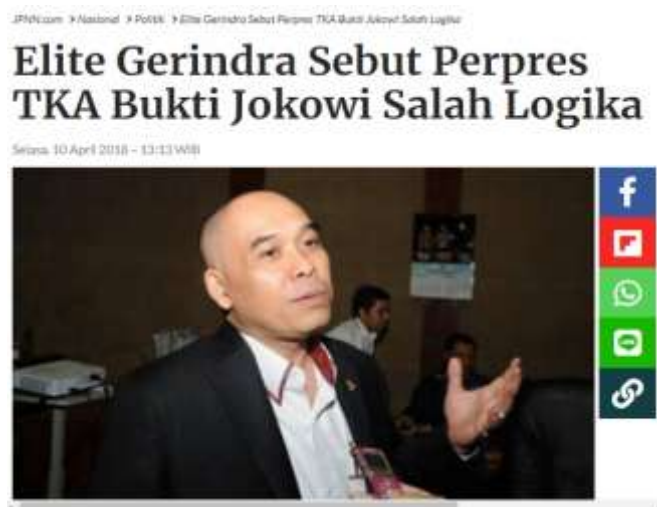 JPNN.com > Nasional > Politik > Elite Gerindra Sebut Perpres TKA Bukti Jokowi Salah Logika
Elite Gerindra Sebut Perpres
TKA Bukti Jokowi Salah Logika
Selasa, 10 April 2018 – 13:13 WIB